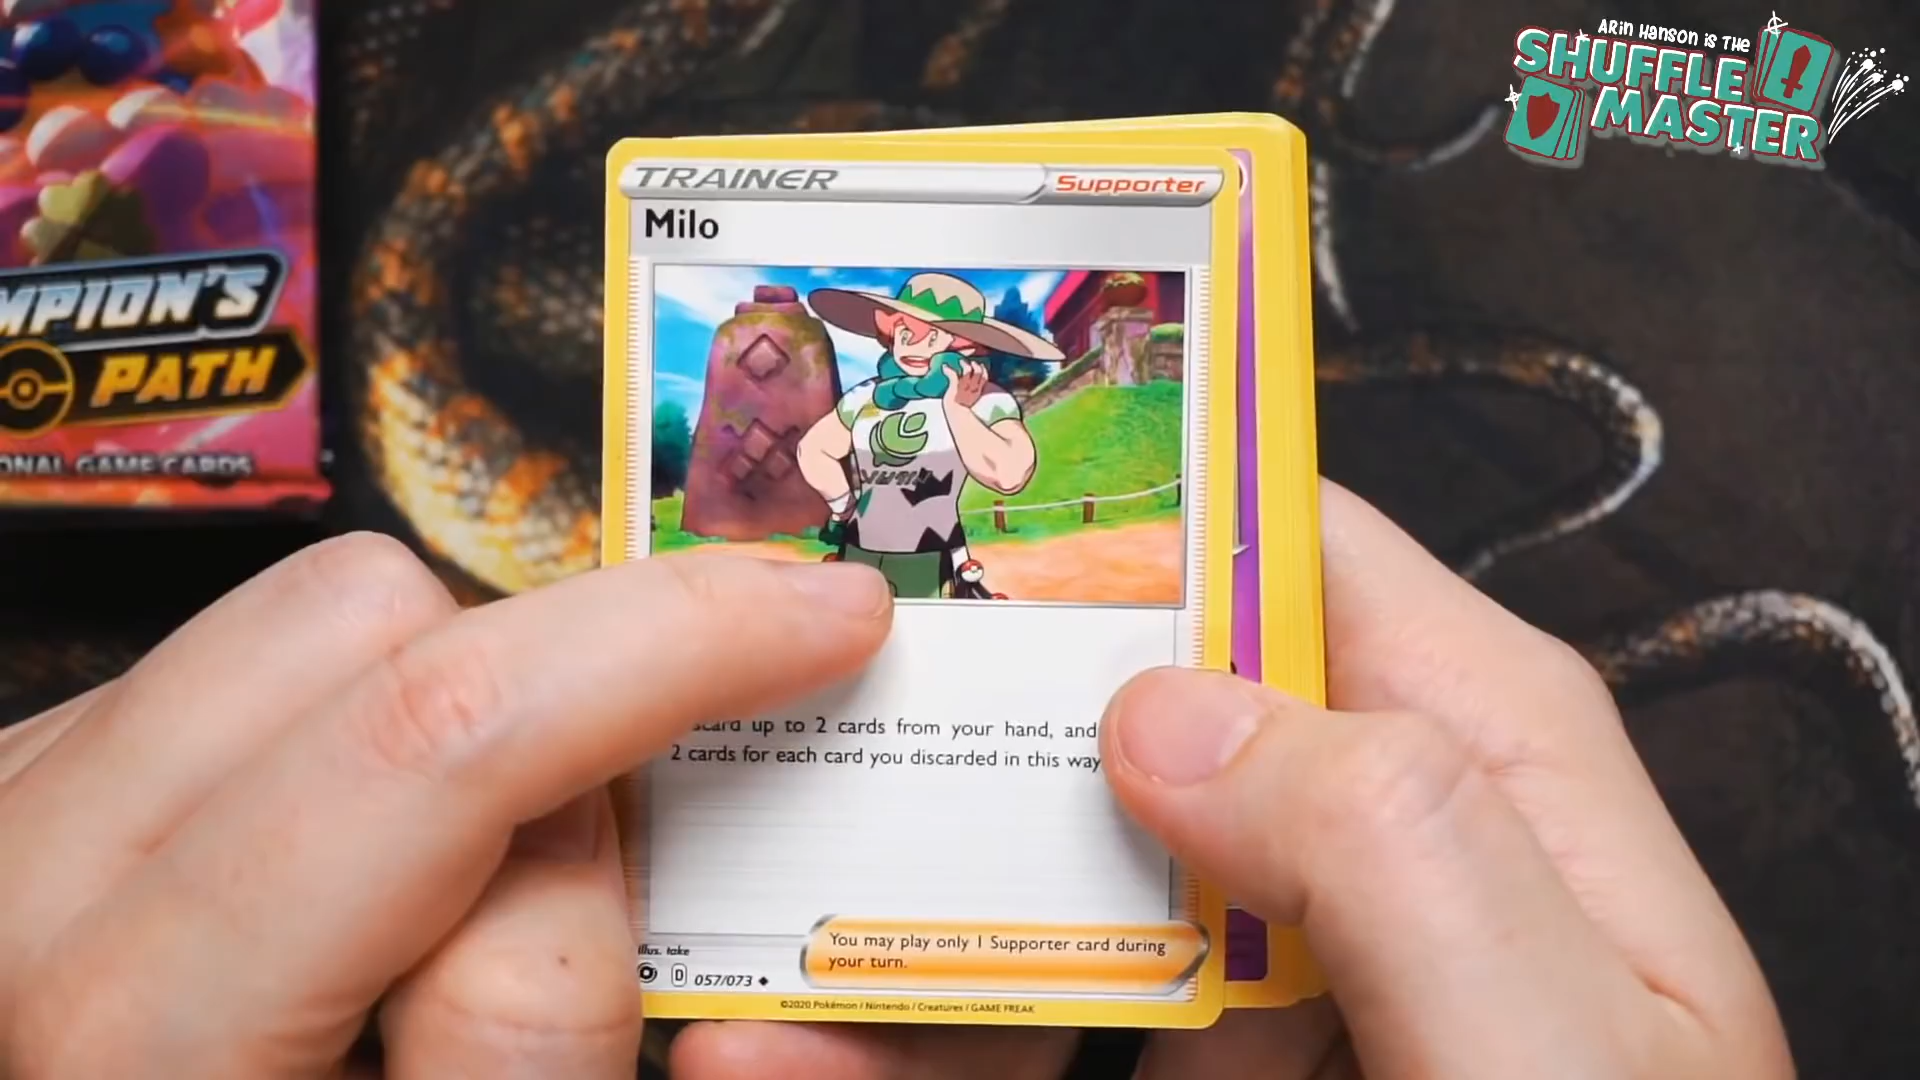 ARiN HANSON iS THE
SHUFFLE
MASTER
TRAINER
Supporter
Milo
MPION'S
PATH
ONAL GAME CARDS
scard up to 2 cards from your hand, and
2 cards for each card you discarded in this way
You may play only 1 Supporter card during
your turn.
Illus. take
D 057/073
©2020 Pokémon / Nintendo / Creatures / GAME FREAK